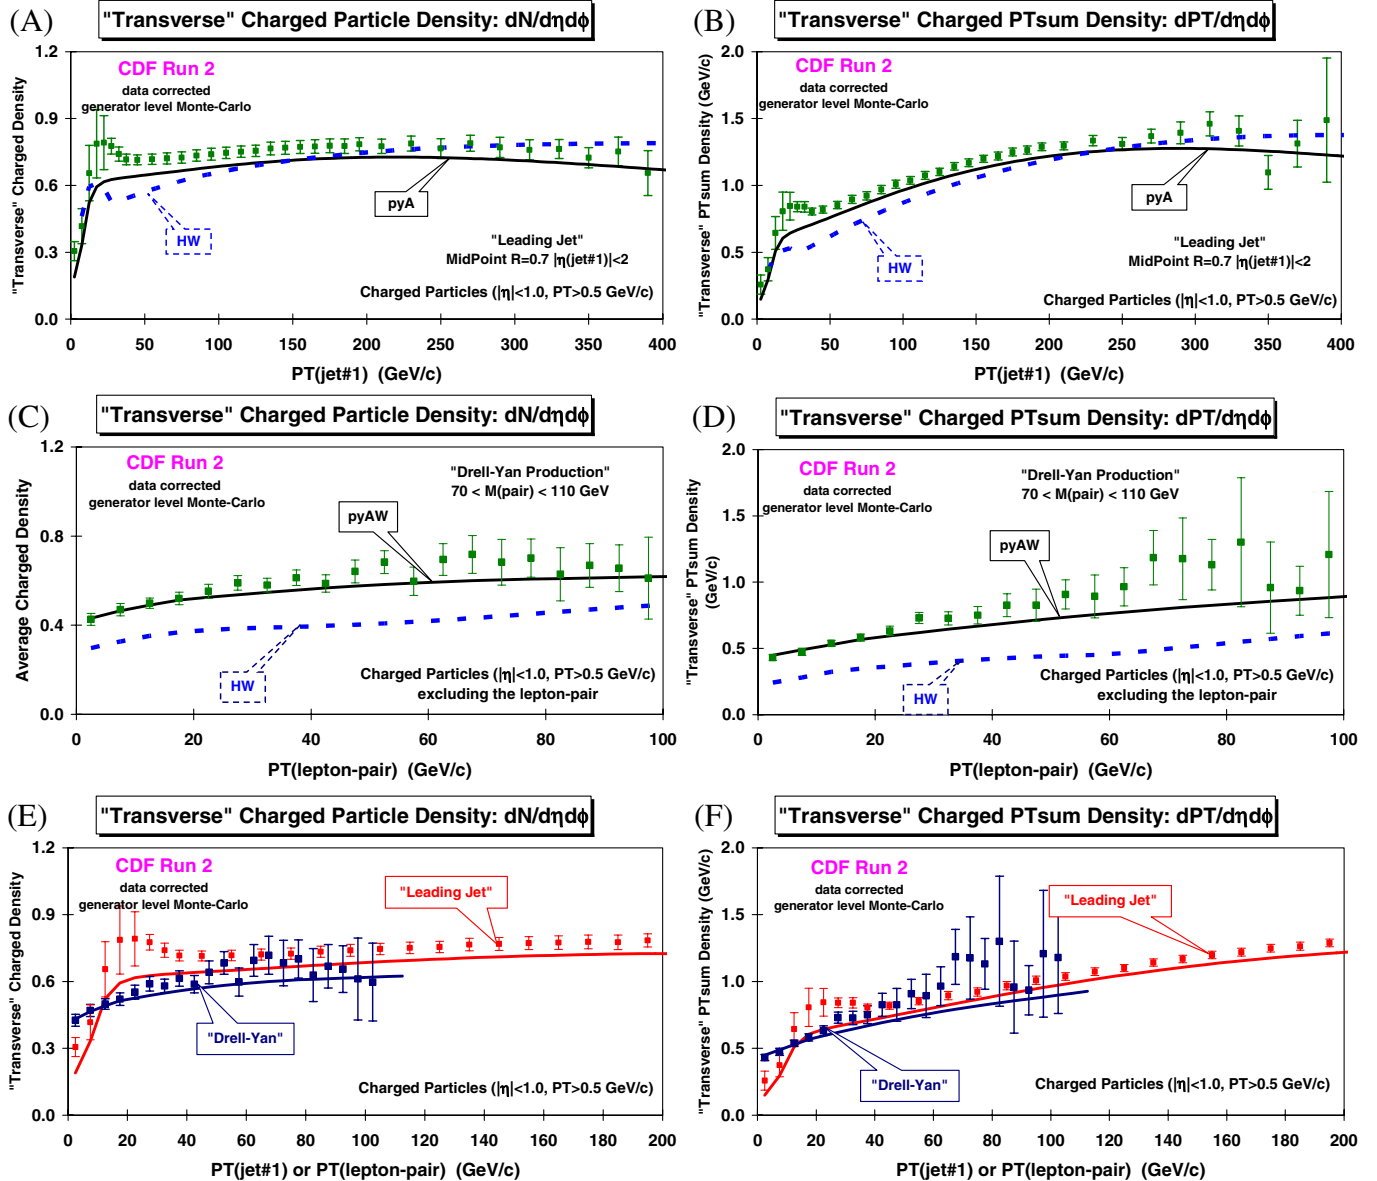 (A)
"Transverse" Charged Particle Density: dN/dηdφ
"Transverse" Charged Density
1.2
0.9
0.6
0.3
0.0
CDF Run 2
data corrected
generator level Monte-Carlo
pyA
HW
"Leading Jet"
MidPoint R=0.7 |η(jet#1)|<2
Charged Particles (|η|<1.0, PT>0.5 GeV/c)
0 50 100 150 200 250 300 350 400
PT(jet#1) (GeV/c)
(B)
"Transverse" Charged PTsum Density: dPT/dηdφ
"Transverse" PTsum Density (GeV/c)
2.0
1.5
1.0
0.5
0.0
CDF Run 2
data corrected
generator level Monte-Carlo
pyA
HW
"Leading Jet"
MidPoint R=0.7 |η(jet#1)|<2
Charged Particles (|η|<1.0, PT>0.5 GeV/c)
0 50 100 150 200 250 300 350 400
PT(jet#1) (GeV/c)
(C)
"Transverse" Charged Particle Density: dN/dηdφ
Average Charged Density
1.2
0.8
0.4
0.0
CDF Run 2
data corrected
generator level Monte-Carlo
"Drell-Yan Production"
70 < M(pair) < 110 GeV
pyAW
HW
Charged Particles (|η|<1.0, PT>0.5 GeV/c)
excluding the lepton-pair
0 20 40 60 80 100
PT(lepton-pair) (GeV/c)
(D)
"Transverse" Charged PTsum Density: dPT/dηdφ
"Transverse" PTsum Density
(GeV/c)
2.0
1.5
1.0
0.5
0.0
CDF Run 2
data corrected
generator level Monte-Carlo
"Drell-Yan Production"
70 < M(pair) < 110 GeV
pyAW
HW
Charged Particles (|η|<1.0, PT>0.5 GeV/c)
excluding the lepton-pair
0 20 40 60 80 100
PT(lepton-pair) (GeV/c)
(E)
"Transverse" Charged Particle Density: dN/dηdφ
"Transverse" Charged Density
1.2
0.9
0.6
0.3
0.0
CDF Run 2
data corrected
generator level Monte-Carlo
"Leading Jet"
"Drell-Yan"
Charged Particles (|η|<1.0, PT>0.5 GeV/c)
0 20 40 60 80 100 120 140 160 180 200
PT(jet#1) or PT(lepton-pair) (GeV/c)
(F)
"Transverse" Charged PTsum Density: dPT/dηdφ
"Transverse" PTsum Density (GeV/c)
2.0
1.5
1.0
0.5
0.0
CDF Run 2
data corrected
generator level Monte-Carlo
"Leading Jet"
"Drell-Yan"
Charged Particles (|η|<1.0, PT>0.5 GeV/c)
0 20 40 60 80 100 120 140 160 180 200
PT(jet#1) or PT(lepton-pair) (GeV/c)